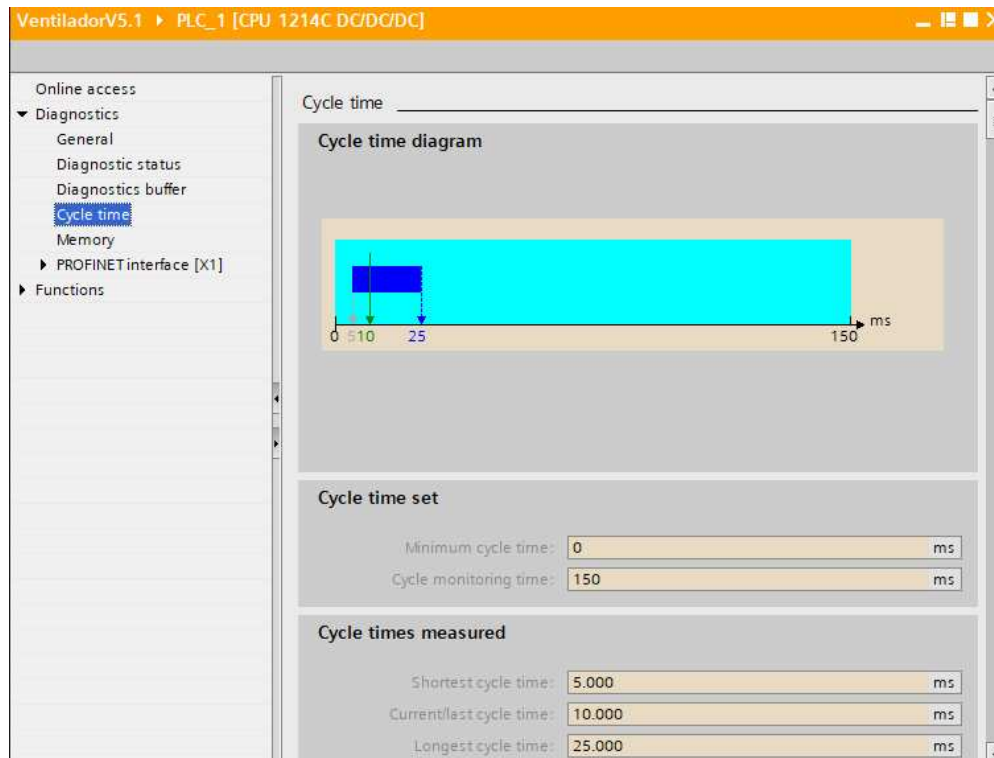 VentiladorV5.1 ▸ PLC_1 [CPU 1214C DC/DC/DC]
Online access
Diagnostics
General
Diagnostic status
Diagnostics buffer
Cycle time
Memory
PROFINET interface [X1]
Functions
Cycle time
Cycle time diagram
ms
0 5 10 25 150
Cycle time set
Minimum cycle time: 0 ms
Cycle monitoring time: 150 ms
Cycle times measured
Shortest cycle time: 5.000 ms
Current/last cycle time: 10.000 ms
Longest cycle time: 25.000 ms